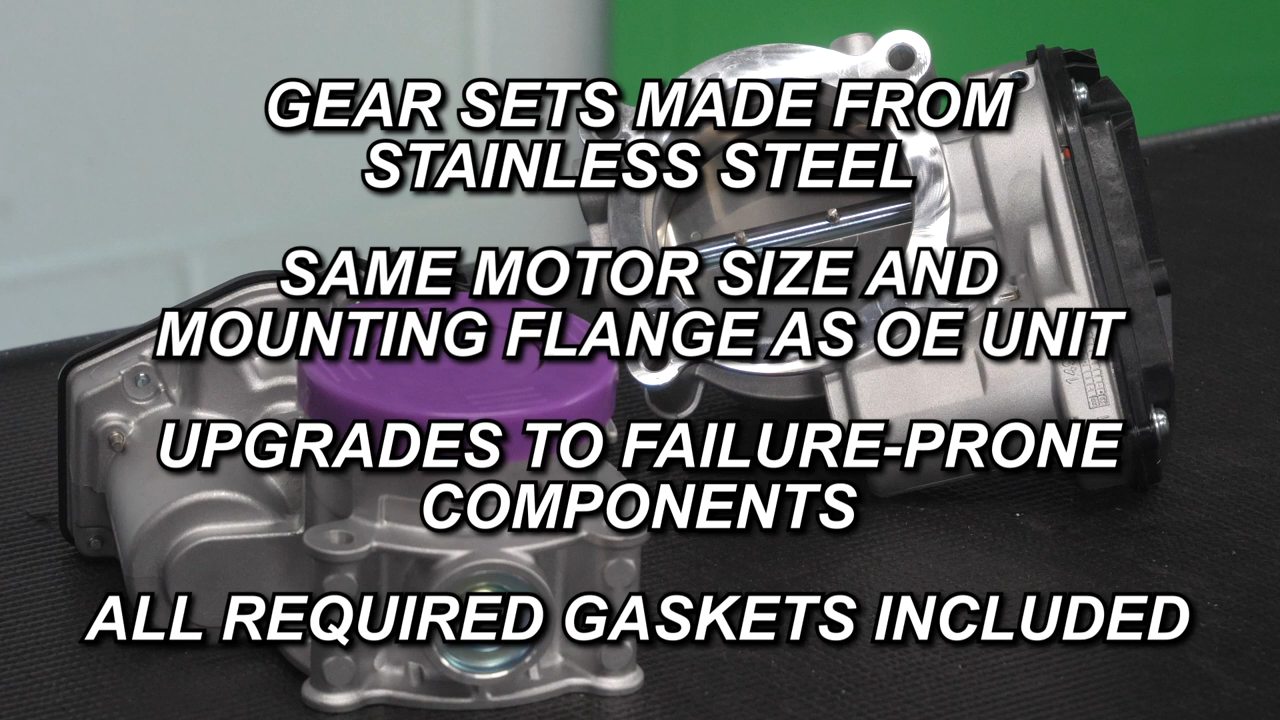 GEAR SETS MADE FROM
STAINLESS STEEL
SAME MOTOR SIZE AND
MOUNTING FLANGE AS OE UNIT
UPGRADES TO FAILURE-PRONE
COMPONENTS
ALL REQUIRED GASKETS INCLUDED